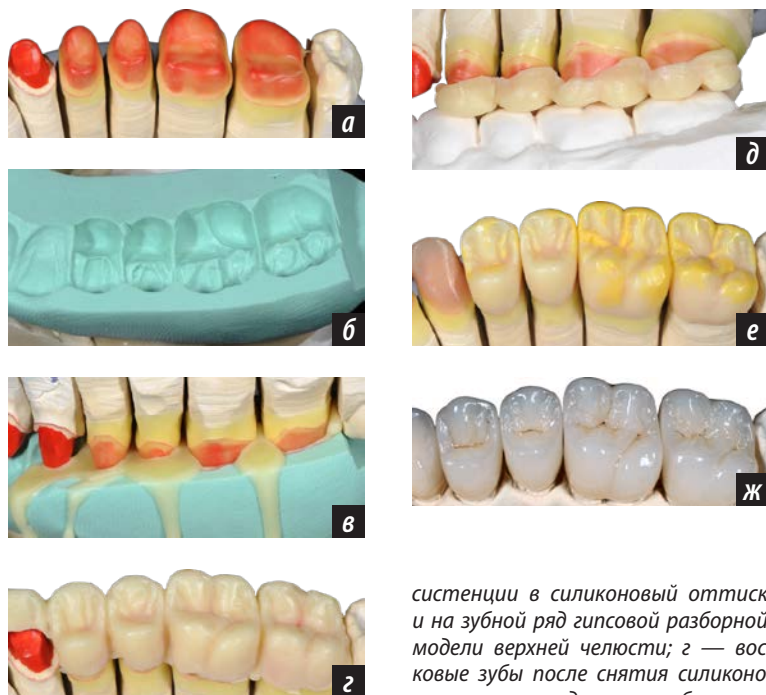 а
б
в
г
д
е
ж
систенции в силиконовый оттиск
и на зубной ряд гипсовой разборной
модели верхней челюсти; г — вос
ковые зубы после снятия силиконо